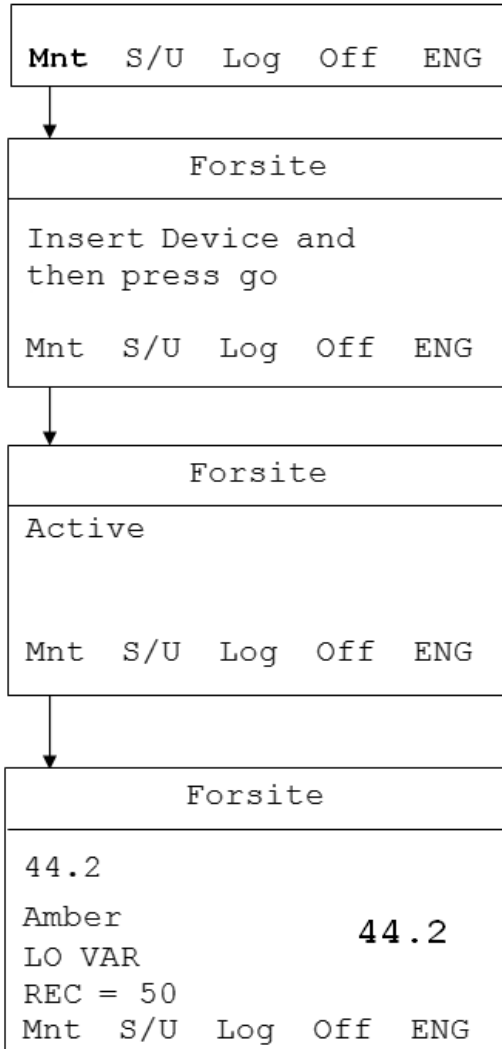 Mnt S/U Log Off ENG
Forsite
Insert Device and
then press go
Mnt S/U Log Off ENG
Forsite
Active
Mnt S/U Log Off ENG
Forsite
44.2
Amber
44.2
LO VAR
REC = 50
Mnt S/U Log Off ENG